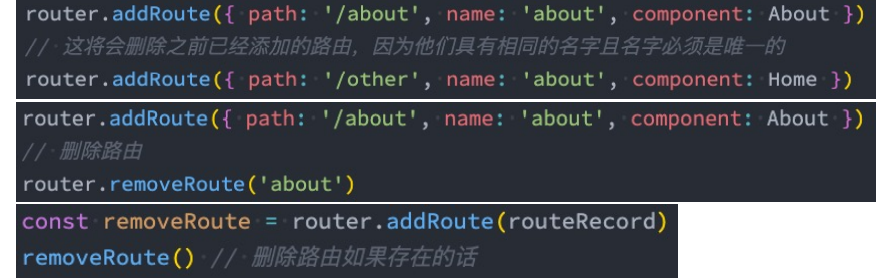 router.addRoute({ path: '/about', name: 'about', component: About })
// 这将会删除之前已经添加的路由，因为他们具有相同的名字且名字必须是唯一的
router.addRoute({ path: '/other', name: 'about', component: Home })
router.addRoute({ path: '/about', name: 'about', component: About })
// 删除路由
router.removeRoute('about')
const removeRoute = router.addRoute(routeRecord)
removeRoute() // 删除路由如果存在的话